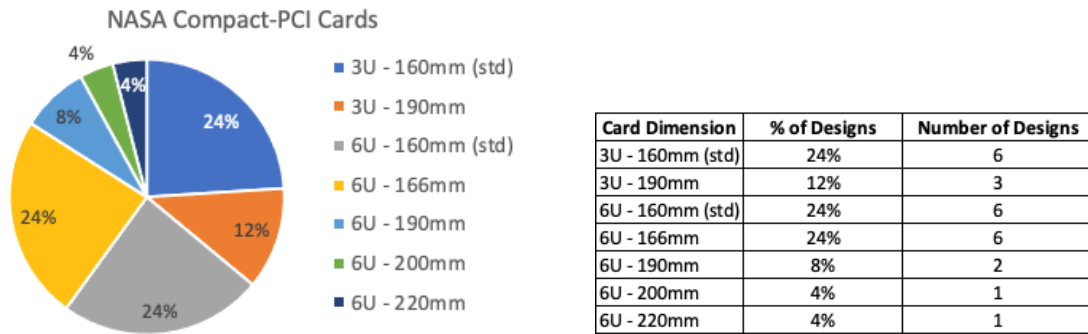 NASA Compact-PCI Cards
4%
4%
8%
24%
24%
12%
24%
3U - 160mm (std)
3U - 190mm
6U - 160mm (std)
6U - 166mm
6U - 190mm
6U - 200mm
6U - 220mm
Card Dimension % of Designs Number of Designs
3U - 160mm (std) 24% 6
3U - 190mm 12% 3
6U - 160mm (std) 24% 6
6U - 166mm 24% 6
6U - 190mm 8% 2
6U - 200mm 4% 1
6U - 220mm 4% 1